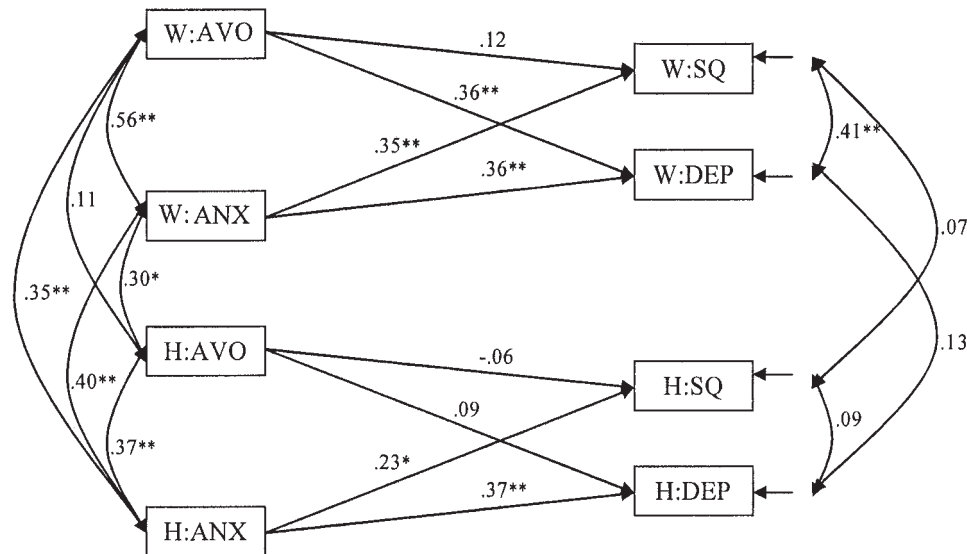 W:AVO
.12
W:SQ
.56**
.36**
.41**
.35**
W:DEP
.36**
.11
W:ANX
.07
.30*
.35**
H:AVO
-.06
.13
.40**
H:SQ
.09
.09
.37**
.23*
.37**
H:DEP
H:ANX